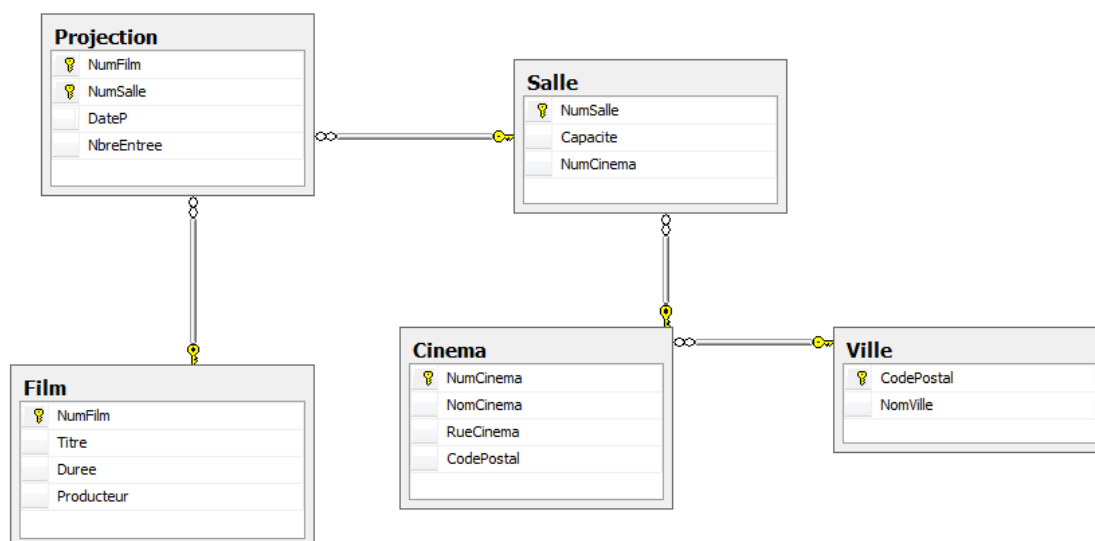 Projection
NumFilm
NumSalle
DateP
NbreEntree
Salle
NumSalle
Capacite
NumCinema
Film
NumFilm
Titre
Duree
Producteur
Cinema
NumCinema
NomCinema
RueCinema
CodePostal
Ville
CodePostal
NomVille